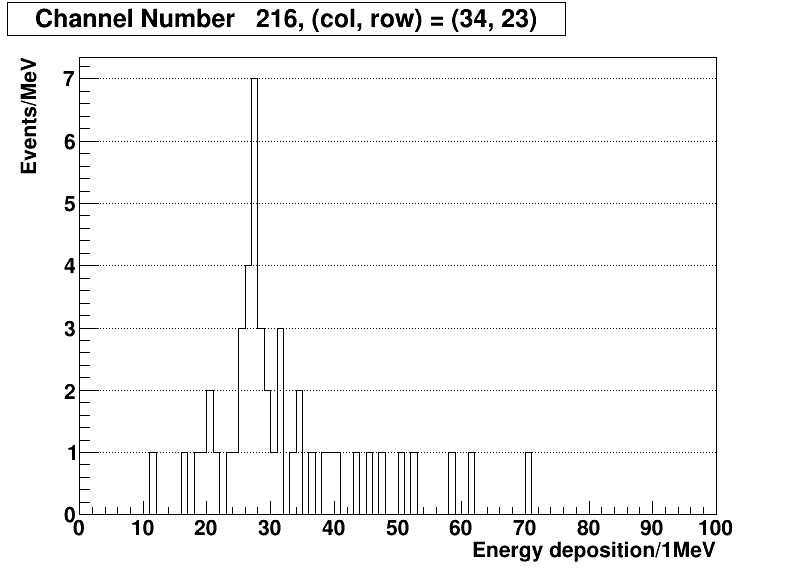 Channel Number 216, (col, row) = (34, 23)
Events/MeV
7
6
5
4
3
2
1
0
0 10 20 30 40 50 60 70 80 90 100
Energy deposition/1MeV